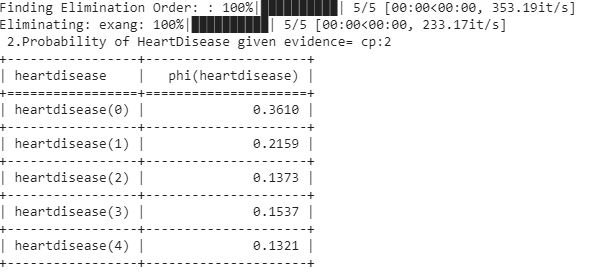 Finding Elimination Order: : 100%|██████████| 5/5 [00:00<00:00, 353.19it/s]
Eliminating: exang: 100%|██████████| 5/5 [00:00<00:00, 233.17it/s]
2.Probability of HeartDisease given evidence= cp:2
+-----------------+---------------------+
| heartdisease    |   phi(heartdisease) |
+=================+=====================+
| heartdisease(0) |              0.3610 |
+-----------------+---------------------+
| heartdisease(1) |              0.2159 |
+-----------------+---------------------+
| heartdisease(2) |              0.1373 |
+-----------------+---------------------+
| heartdisease(3) |              0.1537 |
+-----------------+---------------------+
| heartdisease(4) |              0.1321 |
+-----------------+---------------------+